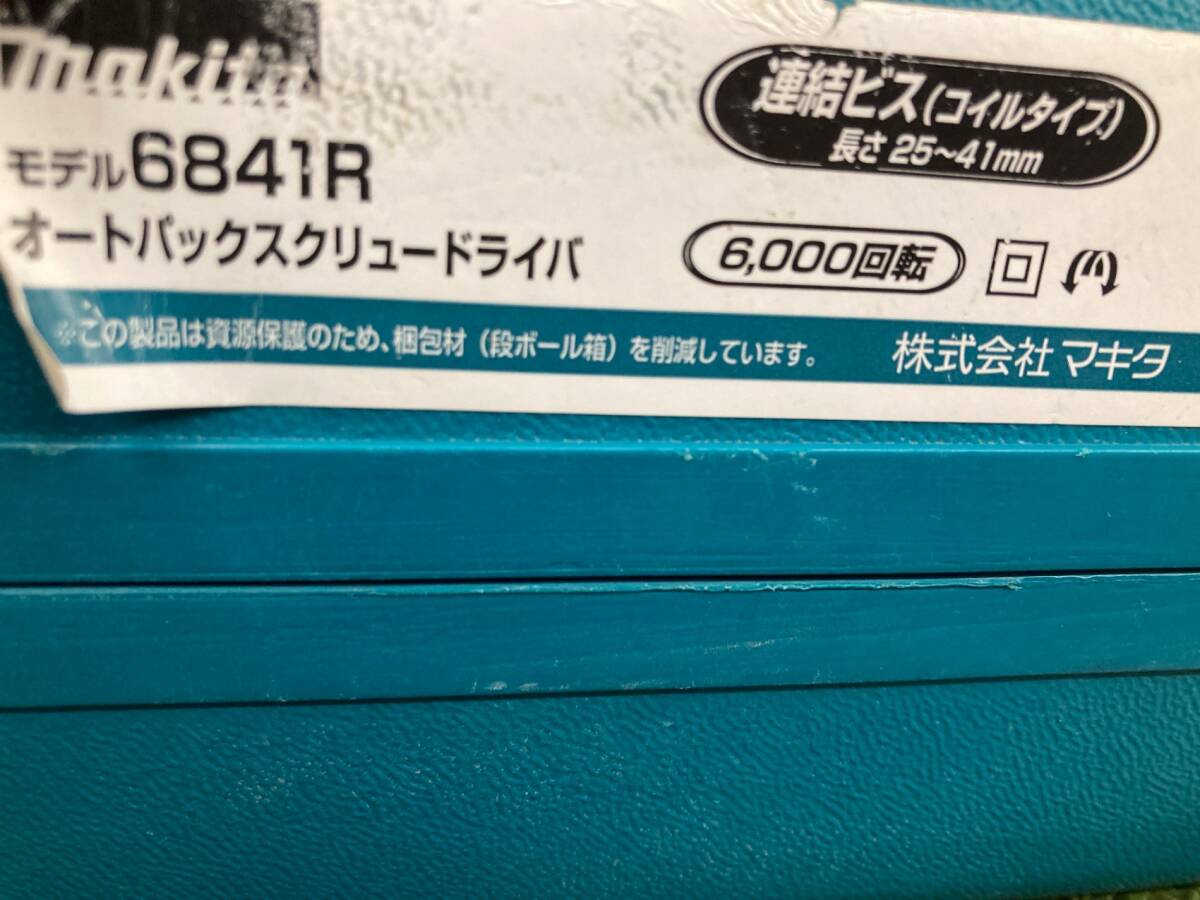 makita
連結ビス(コイルタイプ)
長さ 25~41mm
モデル6841R
オートパックスクリュードライバ
6,000回転
※この製品は資源保護のため、梱包材(段ボール箱)を削減しています。
株式会社 マキタ